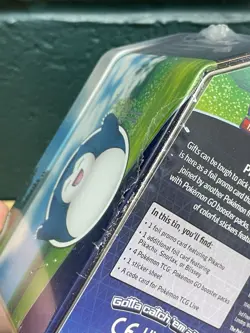 Gifts can be tough to pick
is here as a foil promo card
joined by another Pokémon
with Pokémon GO booster packs
of colorful stickers
In this tin, you'll find:
• 1 foil promo card featuring Pikachu
• 1 additional foil card featuring
Pikachu, Snorlax, or Blissey
• 4 Pokémon TCG: Pokémon GO booster packs
• 1 sticker sheet
• A code card for Pokémon TCG Live
Gotta catch 'em
CE UK